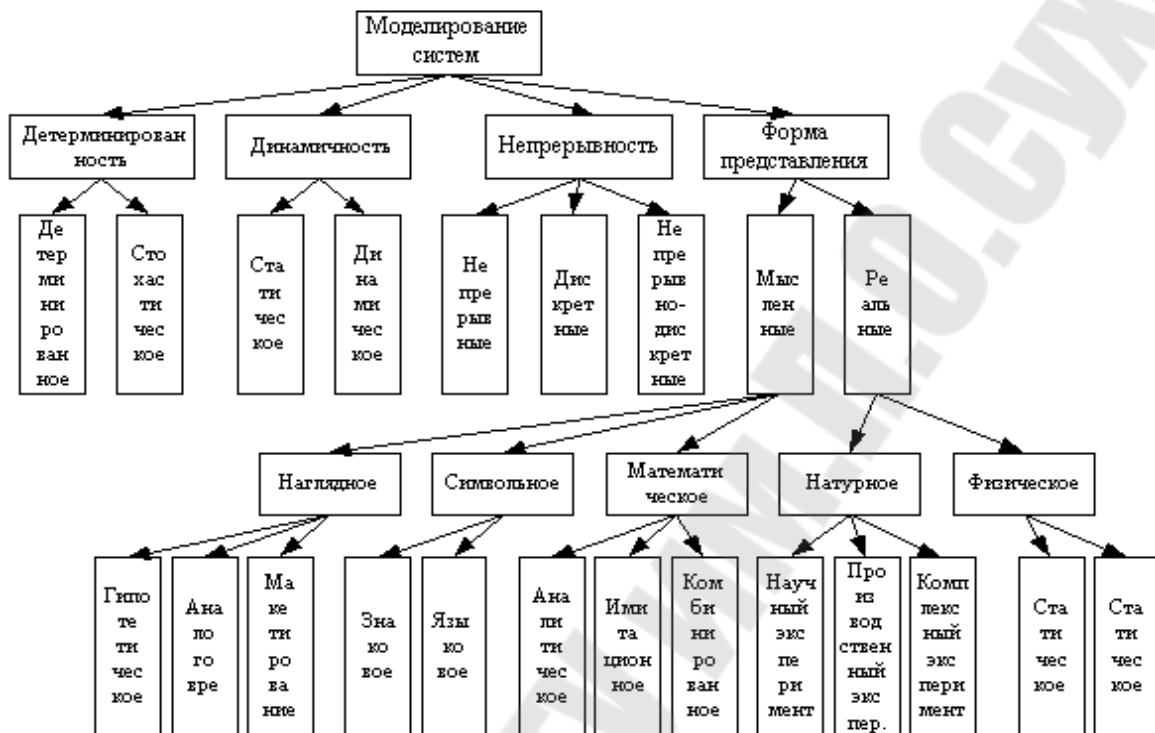 Моделирование
систем
Детерминирован
ность
Динамичность
Непрерывность
Форма
представления
Де
тер
ми
ни
ро
ван
ное
Сто
хас
ти
чес
кое
Ста
ти
чес
кое
Ди
на
ми
чес
кое
Не
пре
рыв
ные
Дис
крет
ные
Не
пре
рыв
но-
дис
крет
ные
Мыс
лен
ные
Ре
аль
ные
Наглядное
Символьное
Математи
ческое
Натурное
Физическое
Гипо
те
ти
чес
кое
Ана
ло
го
вре
Ма
ке
ти
ро
ва
ние
Зна
ко
вое
Язы
ко
вое
Ана
ли
ти
чес
кое
Ими
та
цион
ное
Ком
би
ни
ро
ван
ное
Науч
ный
экс
пе
ри
мент
Про
из
вод
ствен
ный
экс
пер.
Комп
лекс
ный
экс
пери
мент
Ста
ти
чес
кое
Ста
ти
чес
кое